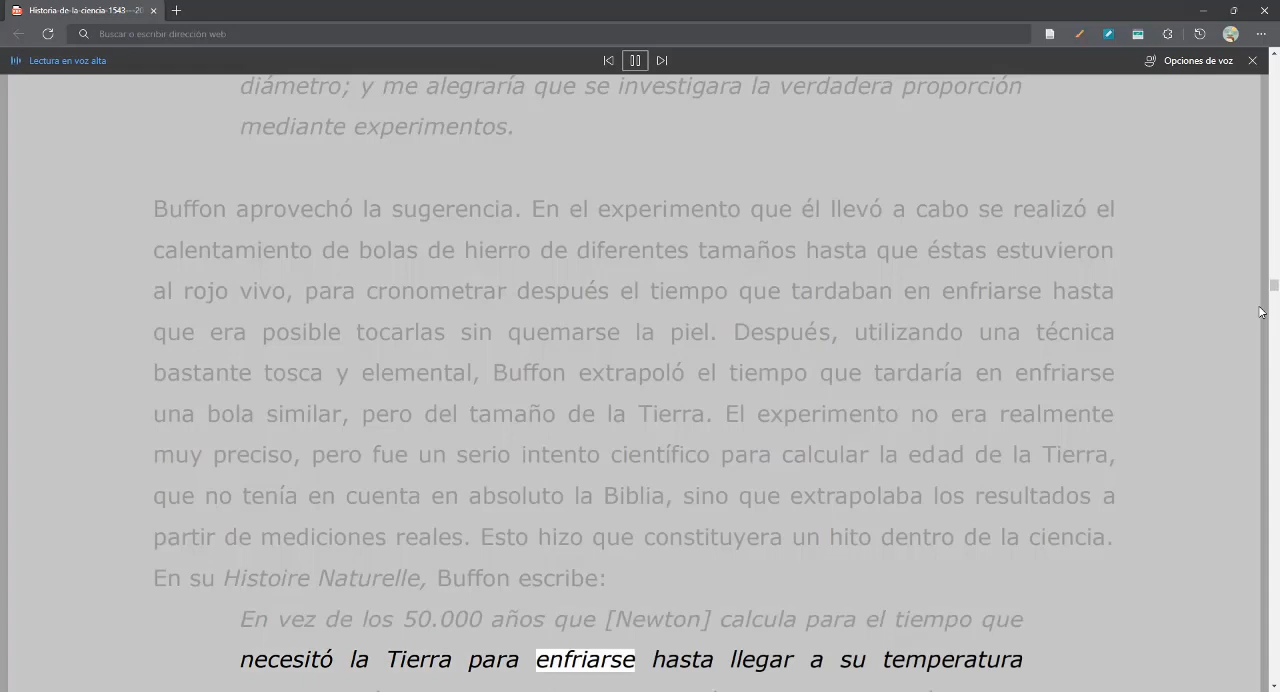 Historia-de-la-ciencia-1543---20
Buscar o escribir dirección web
Lectura en voz alta
Opciones de voz
diámetro; y me alegraría que se investigara la verdadera proporción
mediante experimentos.
Buffon aprovechó la sugerencia. En el experimento que él llevó a cabo se realizó el
calentamiento de bolas de hierro de diferentes tamaños hasta que éstas estuvieron
al rojo vivo, para cronometrar después el tiempo que tardaban en enfriarse hasta
que era posible tocarlas sin quemarse la piel. Después, utilizando una técnica
bastante tosca y elemental, Buffon extrapoló el tiempo que tardaría en enfriarse
una bola similar, pero del tamaño de la Tierra. El experimento no era realmente
muy preciso, pero fue un serio intento científico para calcular la edad de la Tierra,
que no tenía en cuenta en absoluto la Biblia, sino que extrapolaba los resultados a
partir de mediciones reales. Esto hizo que constituyera un hito dentro de la ciencia.
En su Histoire Naturelle, Buffon escribe:
En vez de los 50.000 años que [Newton] calcula para el tiempo que
necesitó la Tierra para enfriarse hasta llegar a su temperatura